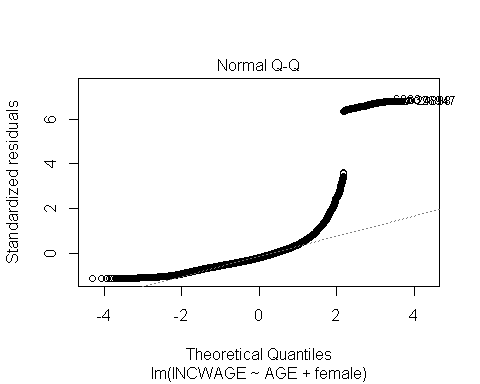 Normal Q-Q
Standardized residuals
6
4
2
0
-4 -2 0 2 4
Theoretical Quantiles
lm(INCWAGE ~ AGE + female)